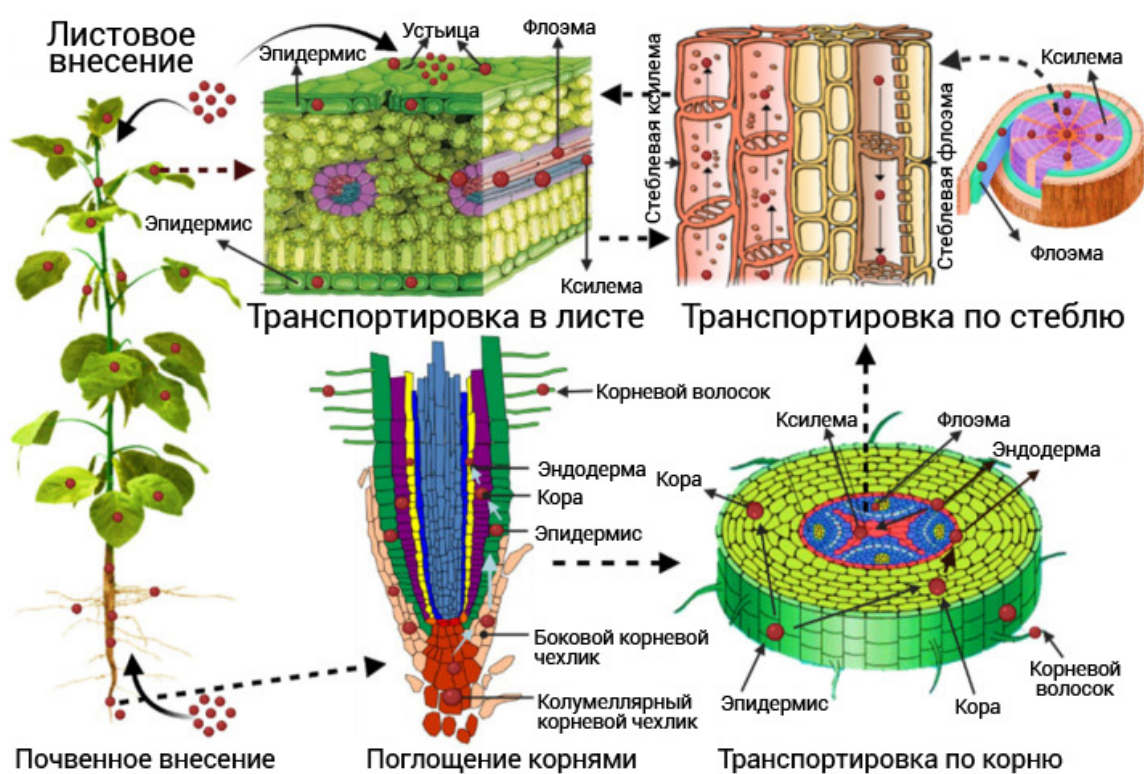 Листовое
внесение
Эпидермис
Устьица
Флоэма
Эпидермис
Ксилема
Транспортировка в листе
Стеблевая ксилема
Стеблевая флоэма
Ксилема
Флоэма
Транспортировка по стеблю
Корневой волосок
Эндодерма
Кора
Эпидермис
Боковой корневой
чехлик
Колумеллярный
корневой чехлик
Ксилема
Флоэма
Эндодерма
Кора
Эпидермис
Кора
Корневой
волосок
Почвенное внесение
Поглощение корнями
Транспортировка по корню